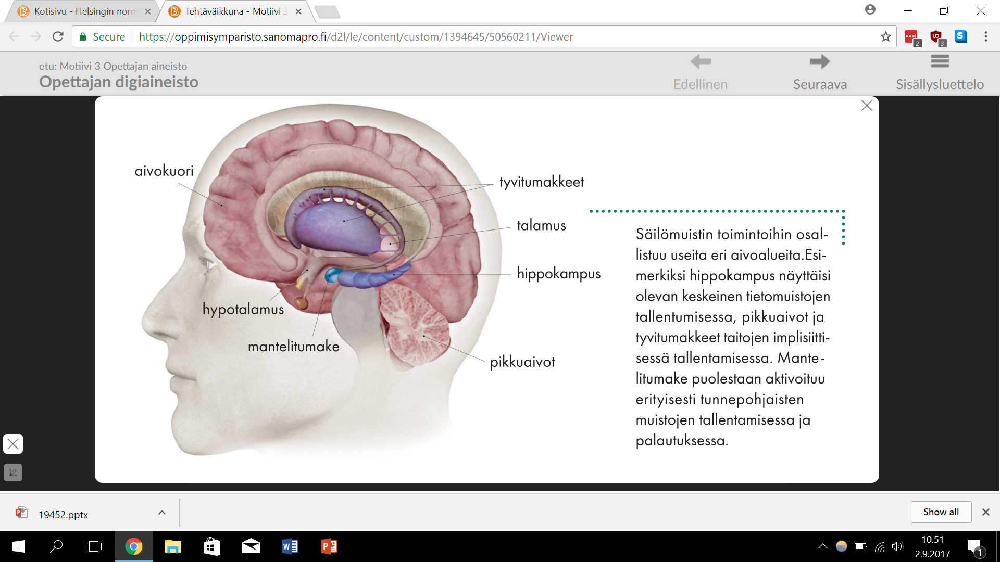 Kotisivu - Helsingin norm
Tehtäväikkuna - Motiivi 3
Secure
https://oppimisymparisto.sanomapro.fi/d2l/le/content/custom/1394645/50560211/Viewer
2
3
etu: Motiivi 3 Opettajan aineisto
Opettajan digiaineisto
Edellinen
Seuraava
Sisällysluettelo
aivokuori
tyvitumakkeet
talamus
hippokampus
hypotalamus
mantelitumake
pikkuaivot
Säilömuistin toimintoihin osal-
listuu useita eri aivoalueita.Esi-
merkiksi hippokampus näyttäisi
olevan keskeinen tietomuistojen
tallentumisessa, pikkuaivot ja
tyvitumakkeet taitojen implisiitti-
sessä tallentamisessa. Mante-
litumake puolestaan aktivoituu
erityisesti tunnepohjaisten
muistojen tallentamisessa ja
palautuksessa.
19452.pptx
Show all
10.51
2.9.2017
1